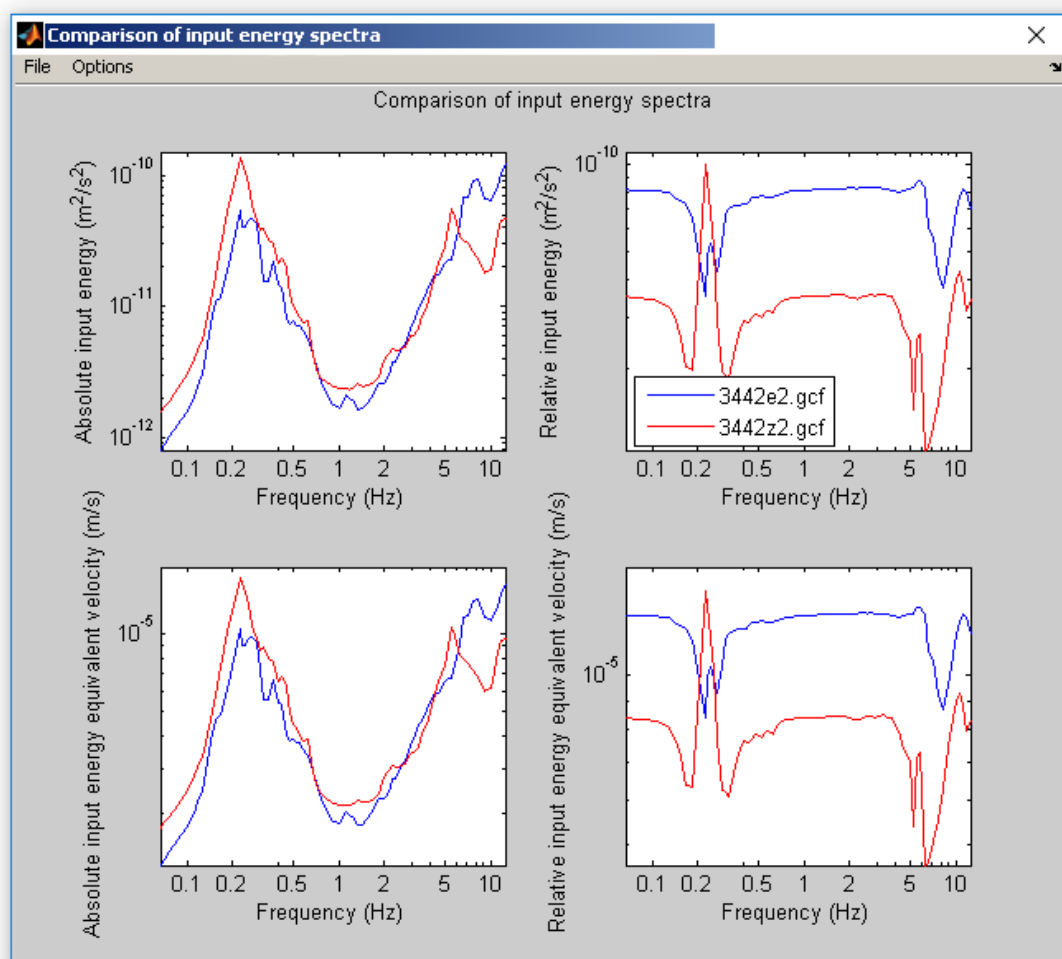 Comparison of input energy spectra
File Options
Comparison of input energy spectra
Absolute input energy (m²/s²)
10⁻¹⁰
10⁻¹¹
10⁻¹²
0.1 0.2 0.5 1 2 5 10
Frequency (Hz)
Relative input energy (m²/s²)
10⁻¹⁰
3442e2.gcf
3442z2.gcf
0.1 0.2 0.5 1 2 5 10
Frequency (Hz)
Absolute input energy equivalent velocity (m/s)
10⁻⁵
0.1 0.2 0.5 1 2 5 10
Frequency (Hz)
Relative input energy equivalent velocity (m/s)
10⁻⁵
0.1 0.2 0.5 1 2 5 10
Frequency (Hz)